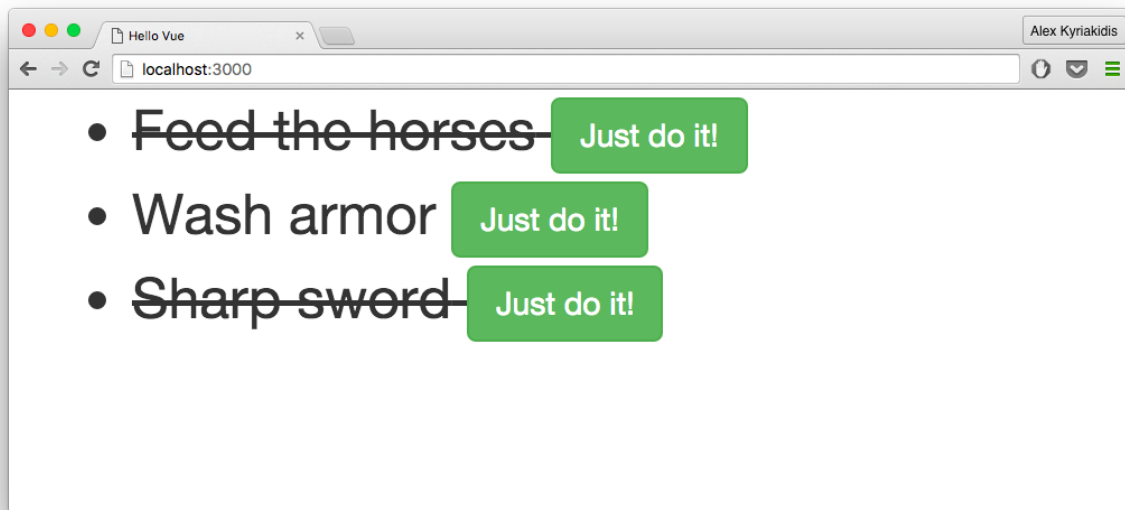 Hello Vue
Alex Kyriakidis
localhost:3000
Feed the horses Just do it!
Wash armor Just do it!
Sharp sword Just do it!